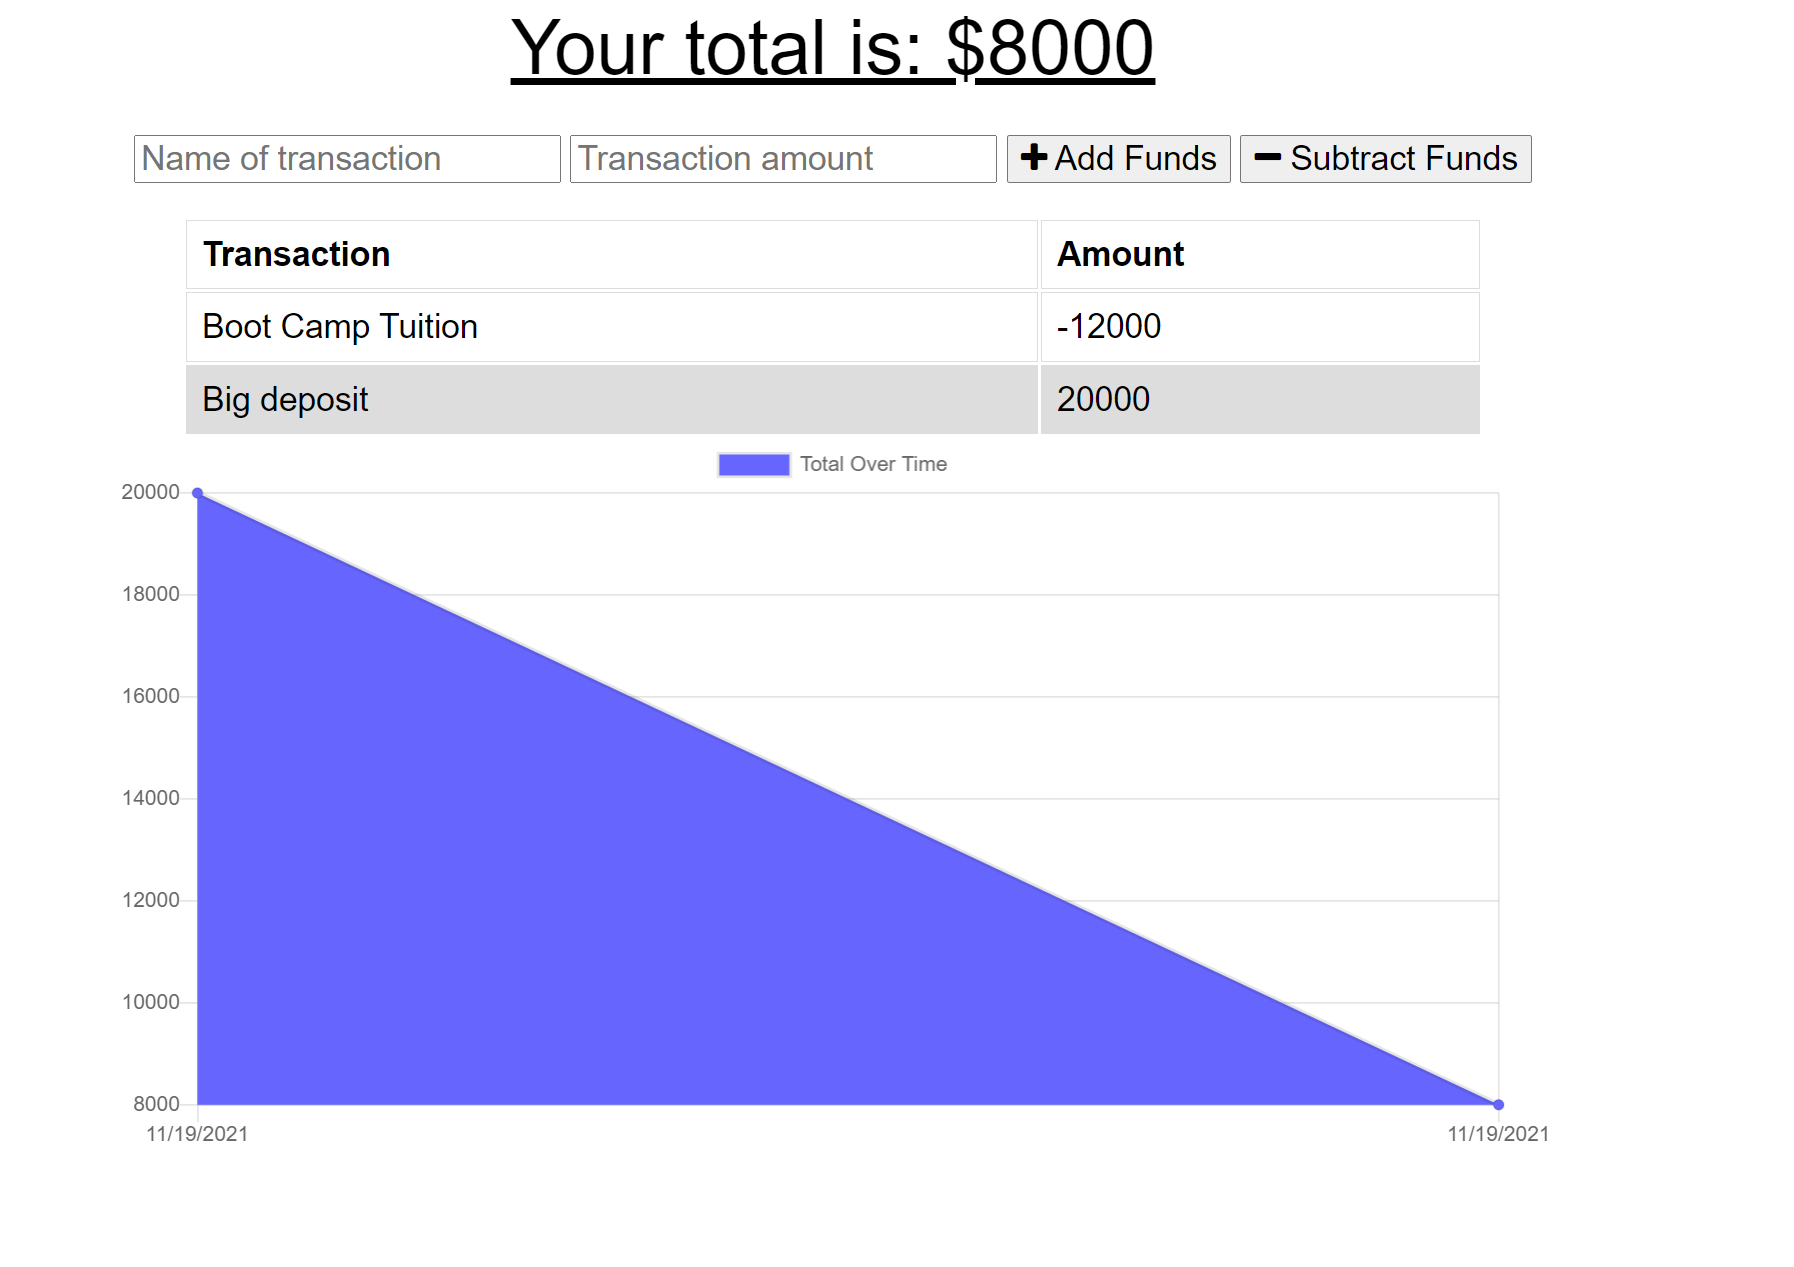 Your total is: $8000
Name of transaction Transaction amount Add Funds Subtract Funds
Transaction Amount
Boot Camp Tuition -12000
Big deposit 20000
Total Over Time
20000
18000
16000
14000
12000
10000
8000
11/19/2021 11/19/2021